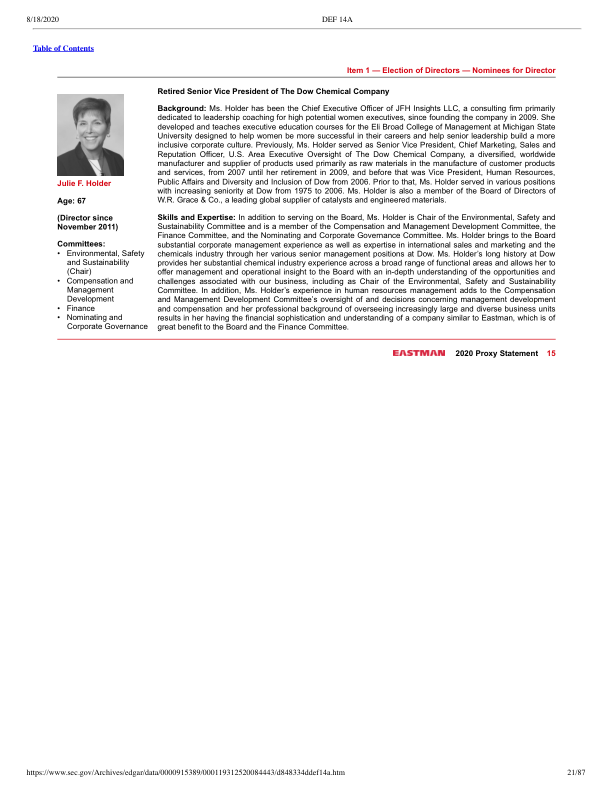 8/18/2020 DEF 14A
Table of Contents
Item 1 — Election of Directors — Nominees for Director
Julie F. Holder
Age: 67
(Director since
November 2011)
Committees:
• Environmental, Safety
and Sustainability
(Chair)
• Compensation and
Management
Development
• Finance
• Nominating and
Corporate Governance
Retired Senior Vice President of The Dow Chemical Company
Background: Ms. Holder has been the Chief Executive Officer of JFH Insights LLC, a consulting firm primarily
dedicated to leadership coaching for high potential women executives, since founding the company in 2009. She
developed and teaches executive education courses for the Eli Broad College of Management at Michigan State
University designed to help women be more successful in their careers and help senior leadership build a more
inclusive corporate culture. Previously, Ms. Holder served as Senior Vice President, Chief Marketing, Sales and
Reputation Officer, U.S. Area Executive Oversight of The Dow Chemical Company, a diversified, worldwide
manufacturer and supplier of products used primarily as raw materials in the manufacture of customer products
and services, from 2007 until her retirement in 2009, and before that was Vice President, Human Resources,
Public Affairs and Diversity and Inclusion of Dow from 2006. Prior to that, Ms. Holder served in various positions
with increasing seniority at Dow from 1975 to 2006. Ms. Holder is also a member of the Board of Directors of
W.R. Grace & Co., a leading global supplier of catalysts and engineered materials.
Skills and Expertise: In addition to serving on the Board, Ms. Holder is Chair of the Environmental, Safety and
Sustainability Committee and is a member of the Compensation and Management Development Committee, the
Finance Committee, and the Nominating and Corporate Governance Committee. Ms. Holder brings to the Board
substantial corporate management experience as well as expertise in international sales and marketing and the
chemicals industry through her various senior management positions at Dow. Ms. Holder's long history at Dow
provides her substantial chemical industry experience across a broad range of functional areas and allows her to
offer management and operational insight to the Board with an in-depth understanding of the opportunities and
challenges associated with our business, including as Chair of the Environmental, Safety and Sustainability
Committee. In addition, Ms. Holder's experience in human resources management adds to the Compensation
and Management Development Committee's oversight of and decisions concerning management development
and compensation and her professional background of overseeing increasingly large and diverse business units
results in her having the financial sophistication and understanding of a company similar to Eastman, which is of
great benefit to the Board and the Finance Committee.
EASTMAN 2020 Proxy Statement 15
https://www.sec.gov/Archives/edgar/data/0000915389/000119312520084443/d848334ddef14a.htm 21/87